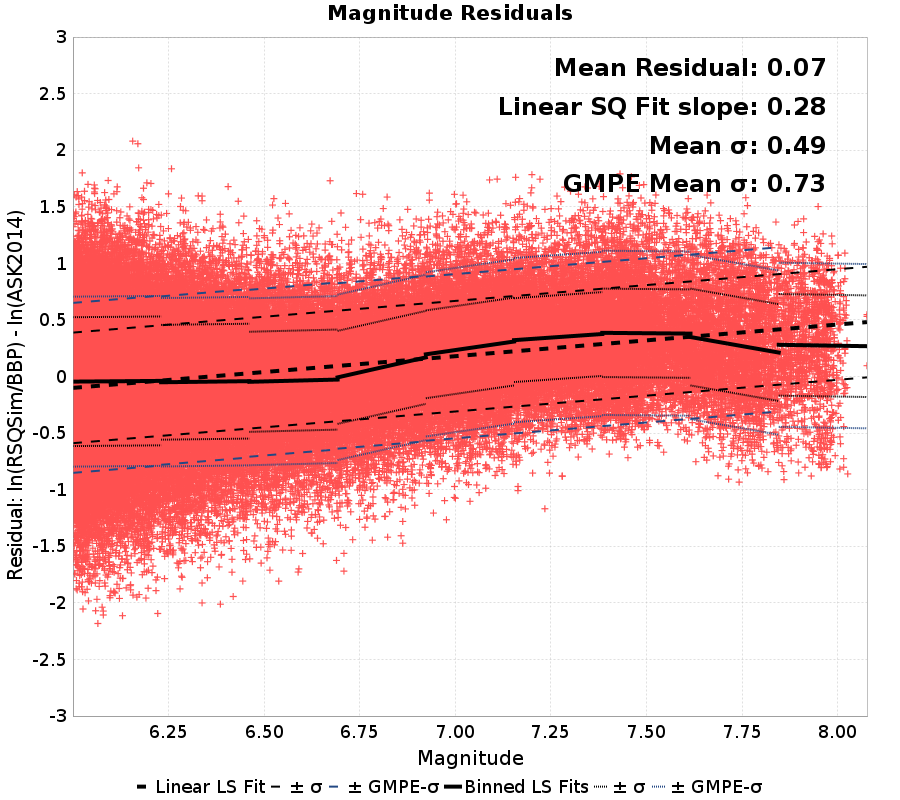 Magnitude Residuals
Mean Residual: 0.07
Linear SQ Fit slope: 0.28
Mean σ: 0.49
GMPE Mean σ: 0.73
Residual: ln(RSQSim/BBP) - ln(ASK2014)
3
2.5
2
1.5
1
0.5
0
-0.5
-1
-1.5
-2
-2.5
-3
6.25 6.50 6.75 7.00 7.25 7.50 7.75 8.00
Magnitude
Linear LS Fit ± σ ± GMPE-σ Binned LS Fits ± σ ± GMPE-σ